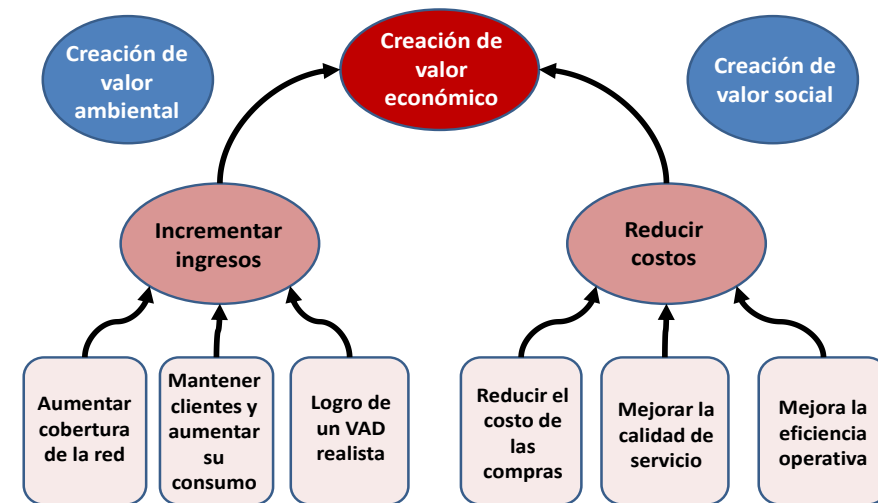 Creación de
valor
ambiental
Creación de
valor
económico
Creación de
valor social
Incrementar
ingresos
Reducir
costos
Aumentar
cobertura
de la red
Mantener
clientes y
aumentar
su
consumo
Logro de
un VAD
realista
Reducir el
costo de
las
compras
Mejorar la
calidad de
servicio
Mejora la
eficiencia
operativa